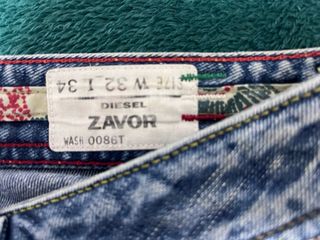 SIZE W 32 I 34
DIESEL
ZAVOR
WASH 0086T